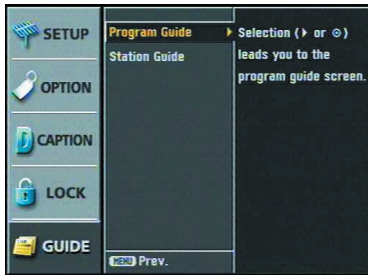 SETUP
OPTION
CAPTION
LOCK
GUIDE
Program Guide
Station Guide
MENU Prev.
Selection ( or ⊙)
leads you to the
program guide screen.